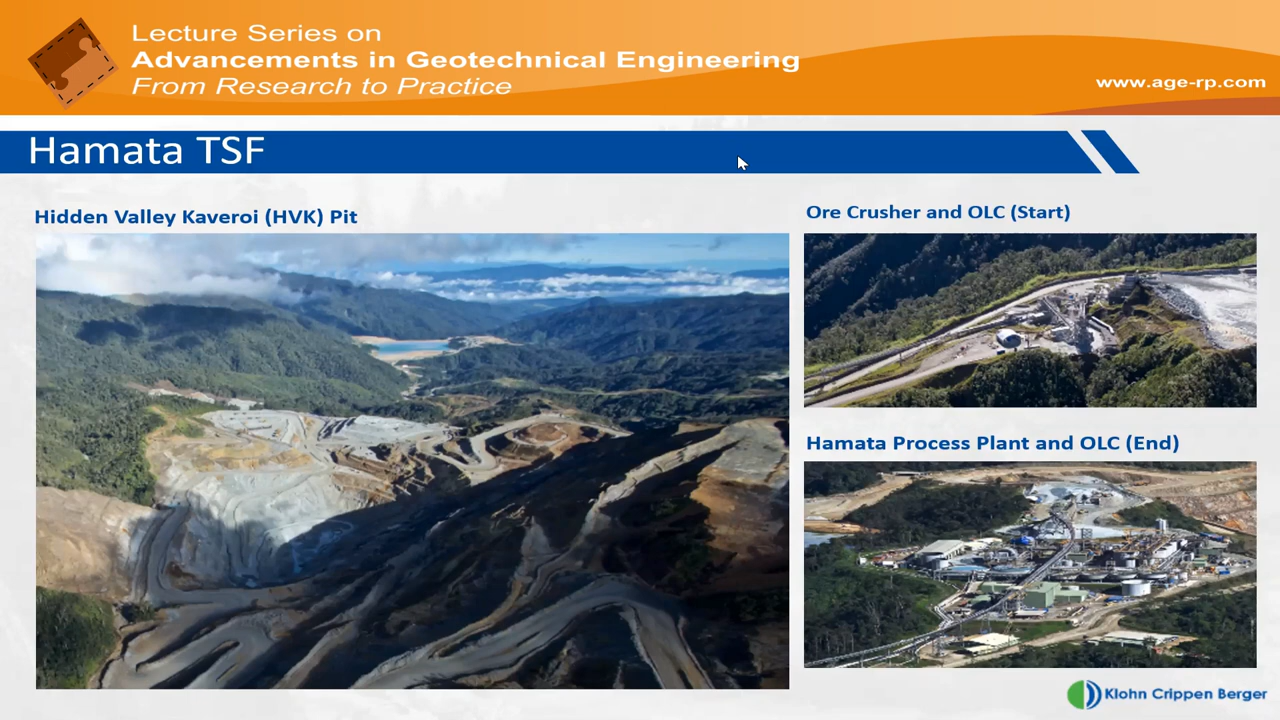 Lecture Series on
Advancements in Geotechnical Engineering
From Research to Practice
www.age-rp.com
Hamata TSF
Hidden Valley Kaveroi (HVK) Pit
Ore Crusher and OLC (Start)
Hamata Process Plant and OLC (End)
Klohn Crippen Berger